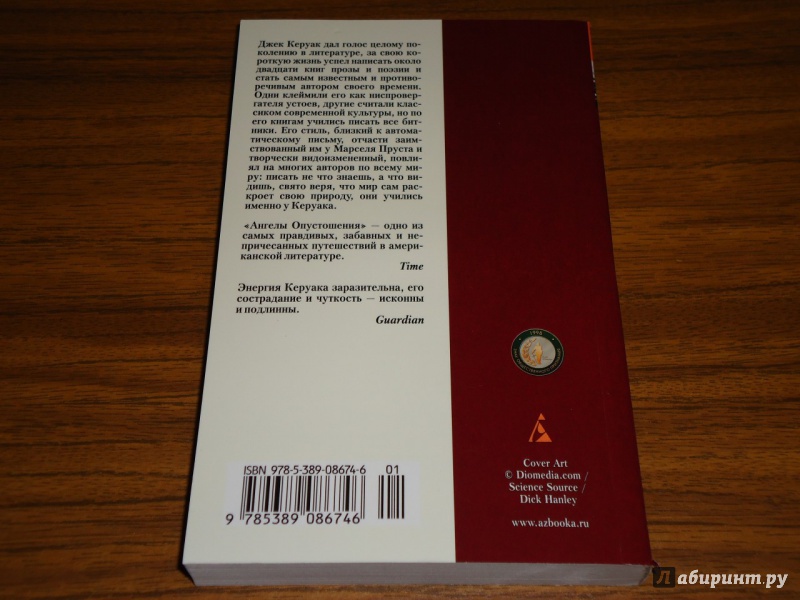 Джек Керуак дал голос целому по-
колению в литературе, за свою ко-
роткую жизнь успел написать около
двадцати книг прозы и поэзии и
стать самым известным и противо-
речивым автором своего времени.
Одни клеймили его как ниспровер-
гателя устоев, другие считали клас-
сиком современной культуры, но по
его книгам учились писать все бит-
ники. Его стиль, близкий к автома-
тическому письму, отчасти заим-
ствованный им у Марселя Пруста и
творчески видоизмененный, повли-
ял на многих авторов по всему ми-
ру: писать не что знаешь, а что ви-
дишь, свято веря, что мир сам рас-
кроет свою природу, они учились
именно у Керуака.
«Ангелы Опустошения» — одно из
самых правдивых, забавных и не-
причесанных путешествий в амери-
канской литературе.
Time
Энергия Керуака заразительна, его
сострадание и чуткость — исконны
и подлинны.
Guardian
ISBN 978-5-389-08674-6
01
9 785389 086746
1996
Cover Art
© Diomedia.com /
Science Source /
Dick Hanley
www.azbooka.ru
Лабиринт.ру